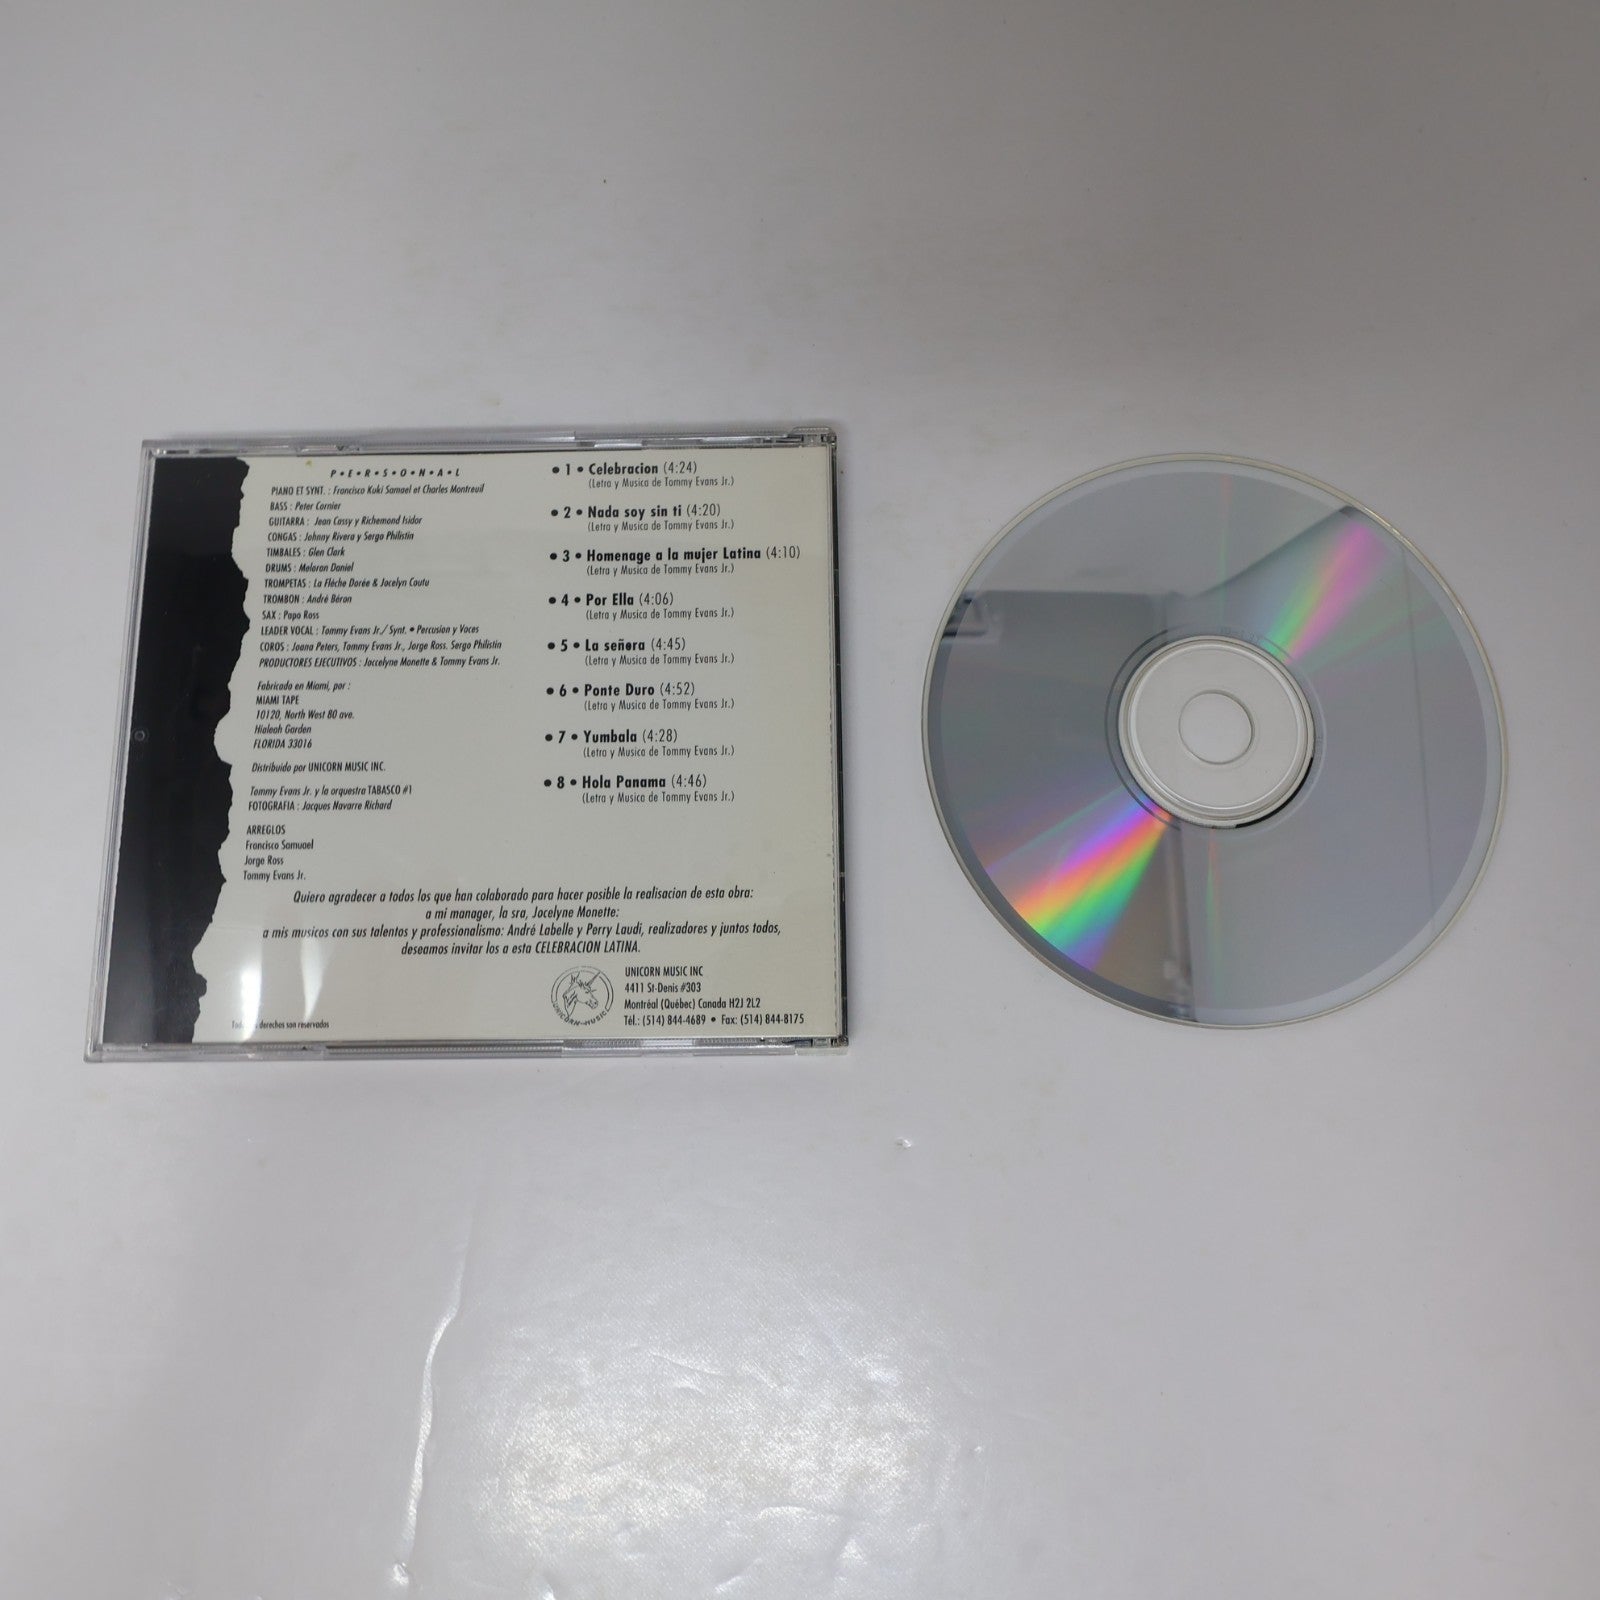 P•E•R•S•O•N•A•L
PIANO ET SYNT. : Francisco Kuki Samael et Charles Montreuil
BASS : Peter Cornier
GUITARRA : Jean Cassy y Richemond Isidor
CONGAS : Johnny Rivera y Sergo Philistin
TIMBALES : Glen Clark
DRUMS : Meloran Daniel
TROMPETAS : La Flèche Dorée & Jocelyn Coutu
TROMBON : André Béron
SAX : Papo Ross
LEADER VOCAL : Tommy Evans Jr./ Synt. • Percusion y Voces
COROS : Joana Peters, Tommy Evans Jr., Jorge Ross. Sergo Philistin
PRODUCTORES EJECUTIVOS : Joccelyne Monette & Tommy Evans Jr.
Fabricado en Miami, por :
MIAMI TAPE
10120, North West 80 ave.
Hialeah Garden
FLORIDA 33016
Distribuido por UNICORN MUSIC INC.
Tommy Evans Jr. y la orquestra TABASCO #1
FOTOGRAFIA : Jacques Navarre Richard
ARREGLOS
Francisco Samuael
Jorge Ross
Tommy Evans Jr.
• 1 • Celebracion (4:24)
(Letra y Musica de Tommy Evans Jr.)
• 2 • Nada soy sin ti (4:20)
(Letra y Musica de Tommy Evans Jr.)
• 3 • Homenage a la mujer Latina (4:10)
(Letra y Musica de Tommy Evans Jr.)
• 4 • Por Ella (4:06)
(Letra y Musica de Tommy Evans Jr.)
• 5 • La señora (4:45)
(Letra y Musica de Tommy Evans Jr.)
• 6 • Ponte Duro (4:52)
(Letra y Musica de Tommy Evans Jr.)
• 7 • Yumbala (4:28)
(Letra y Musica de Tommy Evans Jr.)
• 8 • Hola Panama (4:46)
(Letra y Musica de Tommy Evans Jr.)
Quiero agradecer a todos los que han colaborado para hacer posible la realisacion de esta obra:
a mi manager, la sra, Jocelyne Monette:
a mis musicos con sus talentos y professionalismo: André Labelle y Perry Laudi, realizadores y juntos todos,
deseamos invitar los a esta CELEBRACION LATINA.
UNICORN MUSIC
UNICORN MUSIC INC
4411 St-Denis #303
Montréal (Québec) Canada H2J 2L2
Tél.: (514) 844-4689 • Fax: (514) 844-8175
derechos son reservados